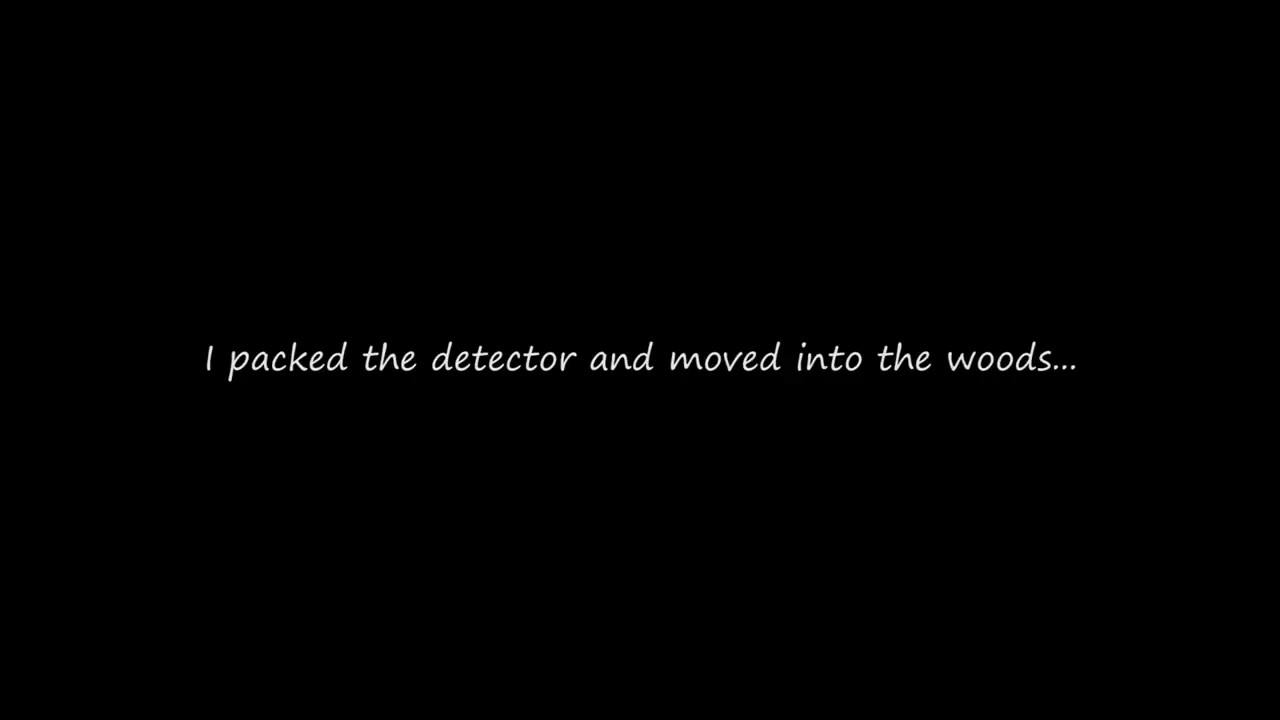 I packed the detector and moved into the woods...